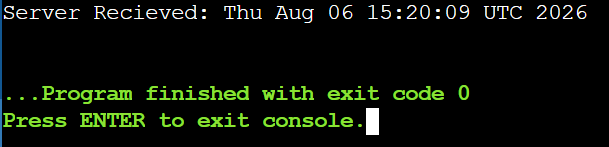 Server Recieved: Thu Aug 06 15:20:09 UTC 2026
...Program finished with exit code 0
Press ENTER to exit console.